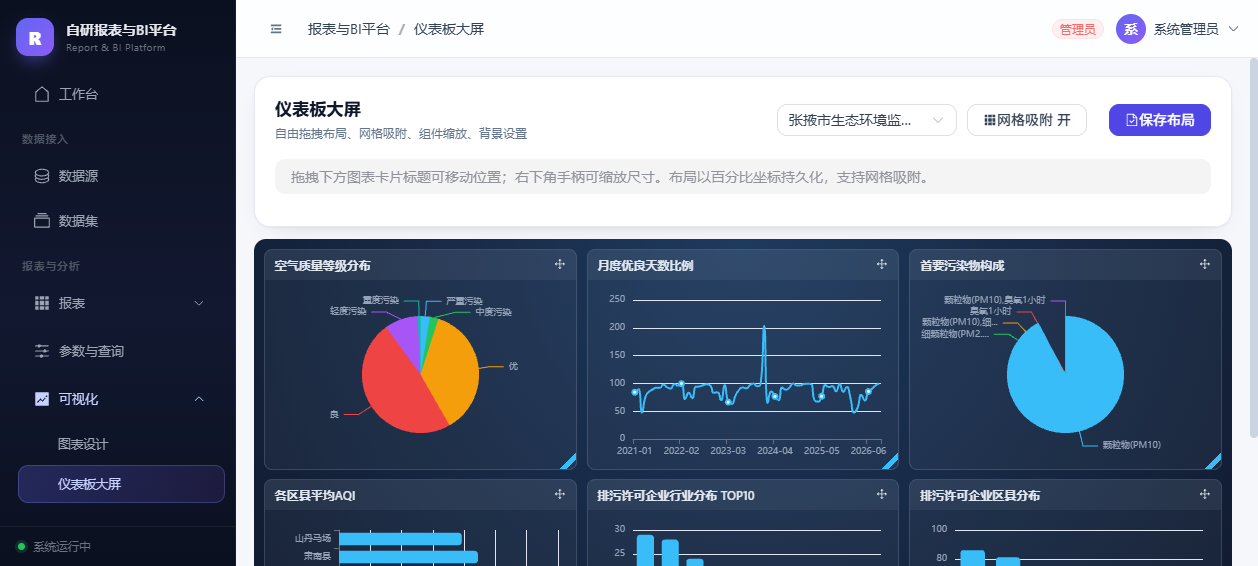 R
自研报表与BI平台
Report & BI Platform
工作台
数据接入
数据源
数据集
报表与分析
报表
参数与查询
可视化
图表设计
仪表板大屏
系统运行中
报表与BI平台 / 仪表板大屏
管理员
系
系统管理员
仪表板大屏
自由拖拽布局、网格吸附、组件缩放、背景设置
张掖市生态环境监...
网格吸附 开
保存布局
拖拽下方图表卡片标题可移动位置；右下角手柄可缩放尺寸。布局以百分比坐标持久化，支持网格吸附。
空气质量等级分布
重度污染
严重污染
轻度污染
中度污染
优
良
月度优良天数比例
250
200
150
100
50
0
2021-01 2022-02 2023-03 2024-04 2025-05 2026-06
首要污染物构成
颗粒物(PM10),臭氧1小时
臭氧1小时
颗粒物(PM10),细...
细颗粒物(PM2....
颗粒物(PM10)
各区县平均AQI
山丹马场
肃南县
排污许可企业行业分布 TOP10
30
25
排污许可企业区县分布
100
80